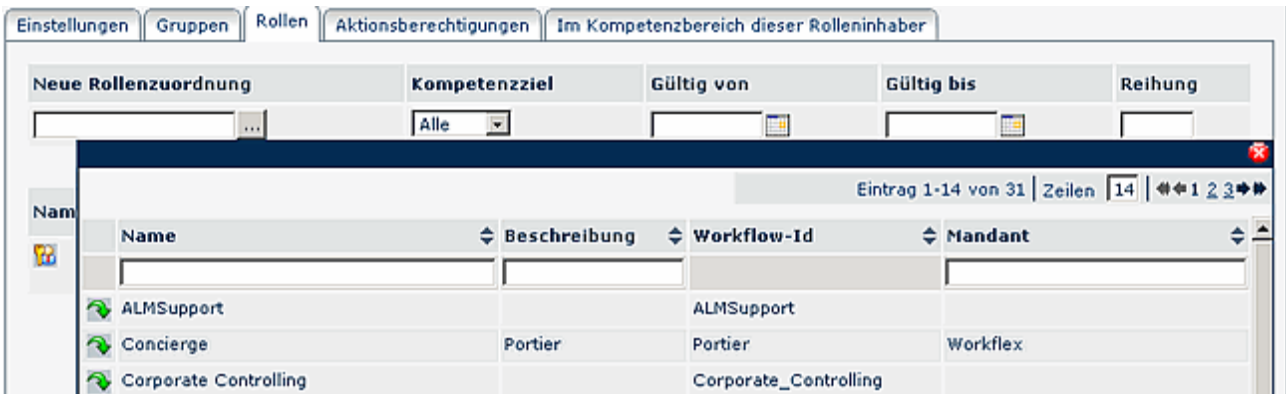 Einstellungen Gruppen Rollen Aktionsberechtigungen Im Kompetenzbereich dieser Rolleninhaber
Neue Rollenzuordnung Kompetenzziel Gültig von Gültig bis Reihung
... Alle
Eintrag 1-14 von 31 Zeilen 14 1 2 3
Nam
Name Beschreibung Workflow-Id Mandant
ALMSupport ALMSupport
Concierge Portier Portier Workflex
Corporate Controlling Corporate_Controlling